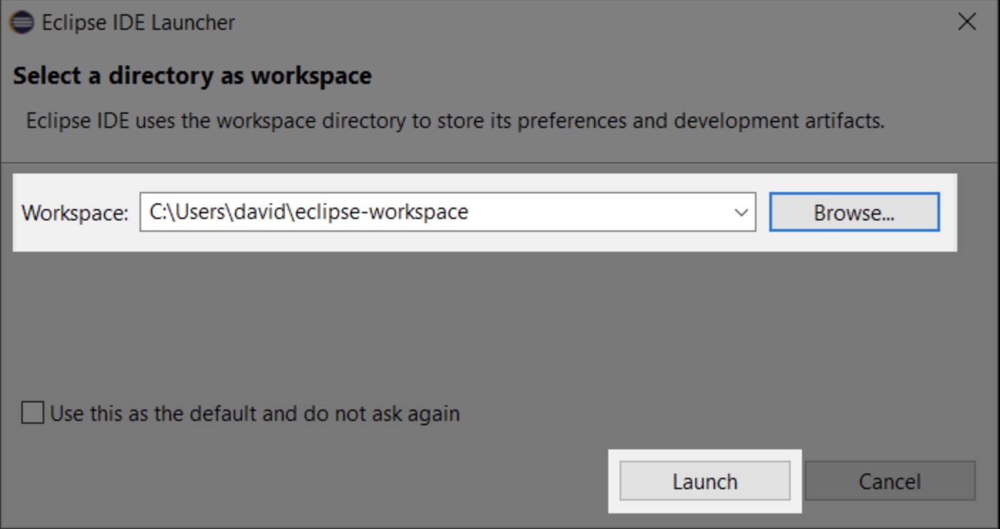 Eclipse IDE Launcher
Select a directory as workspace
Eclipse IDE uses the workspace directory to store its preferences and development artifacts.
Workspace: C:\Users\david\eclipse-workspace Browse...
Use this as the default and do not ask again
Launch Cancel